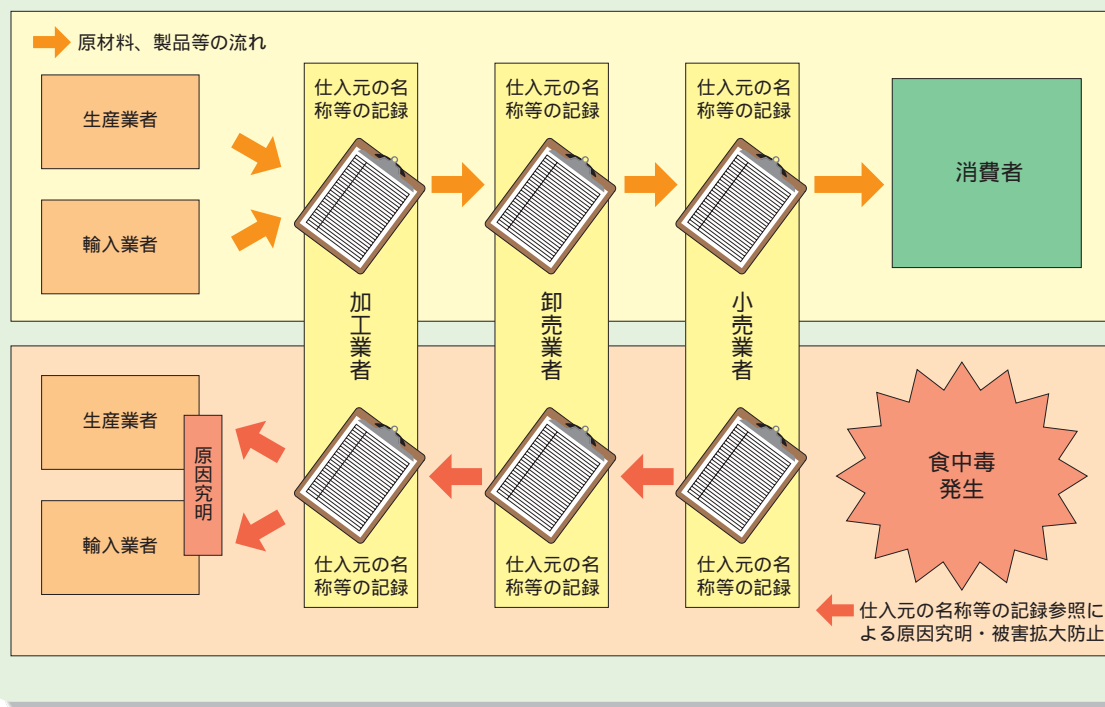 原材料、製品等の流れ
生産業者
輸入業者
仕入元の名
称等の記録
仕入元の名
称等の記録
仕入元の名
称等の記録
消費者
加工業者
卸売業者
小売業者
生産業者
輸入業者
原因究明
仕入元の名
称等の記録
仕入元の名
称等の記録
仕入元の名
称等の記録
食中毒
発生
仕入元の名称等の記録参照に
よる原因究明・被害拡大防止